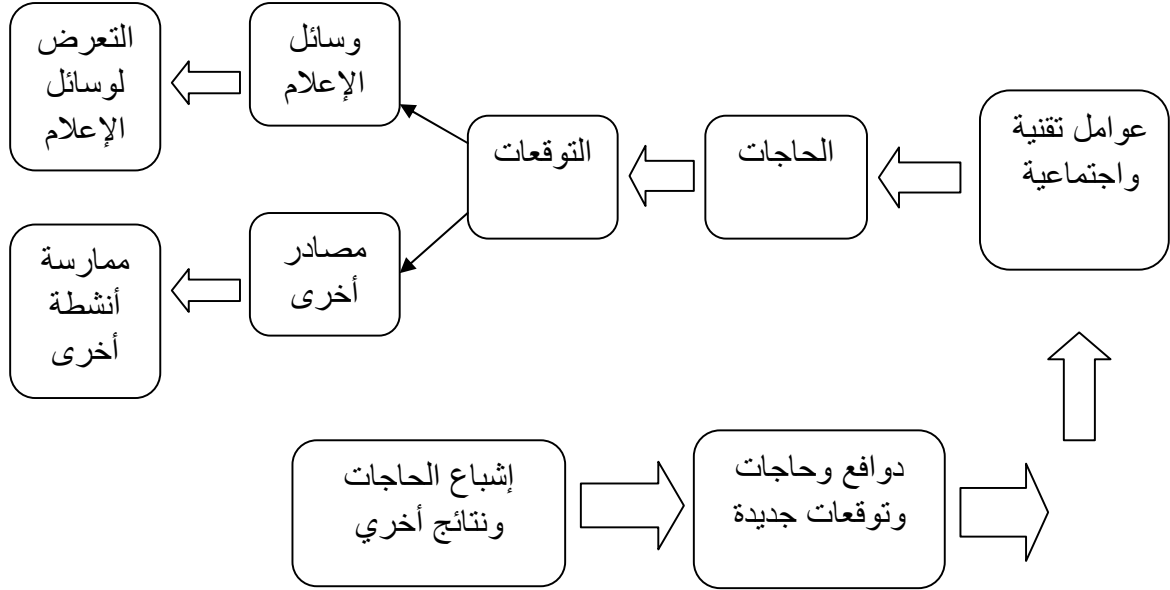 عوامل تقنية
واجتماعية
الحاجات
التوقعات
وسائل
الإعلام
التعرض
لوسائل
الإعلام
مصادر
أخرى
ممارسة
أنشطة
أخرى
إشباع الحاجات
ونتائج أخري
دوافع وحاجات
وتوقعات جديدة